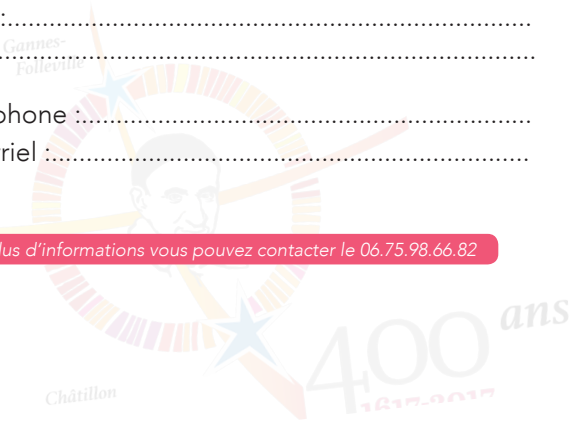 :...............................................................................
Gannes-
Folleville
...............................................................................
phone :....................................................................
riel :........................................................................
lus d'informations vous pouvez contacter le 06.75.98.66.82
400 ans
1617-2017
Châtillon